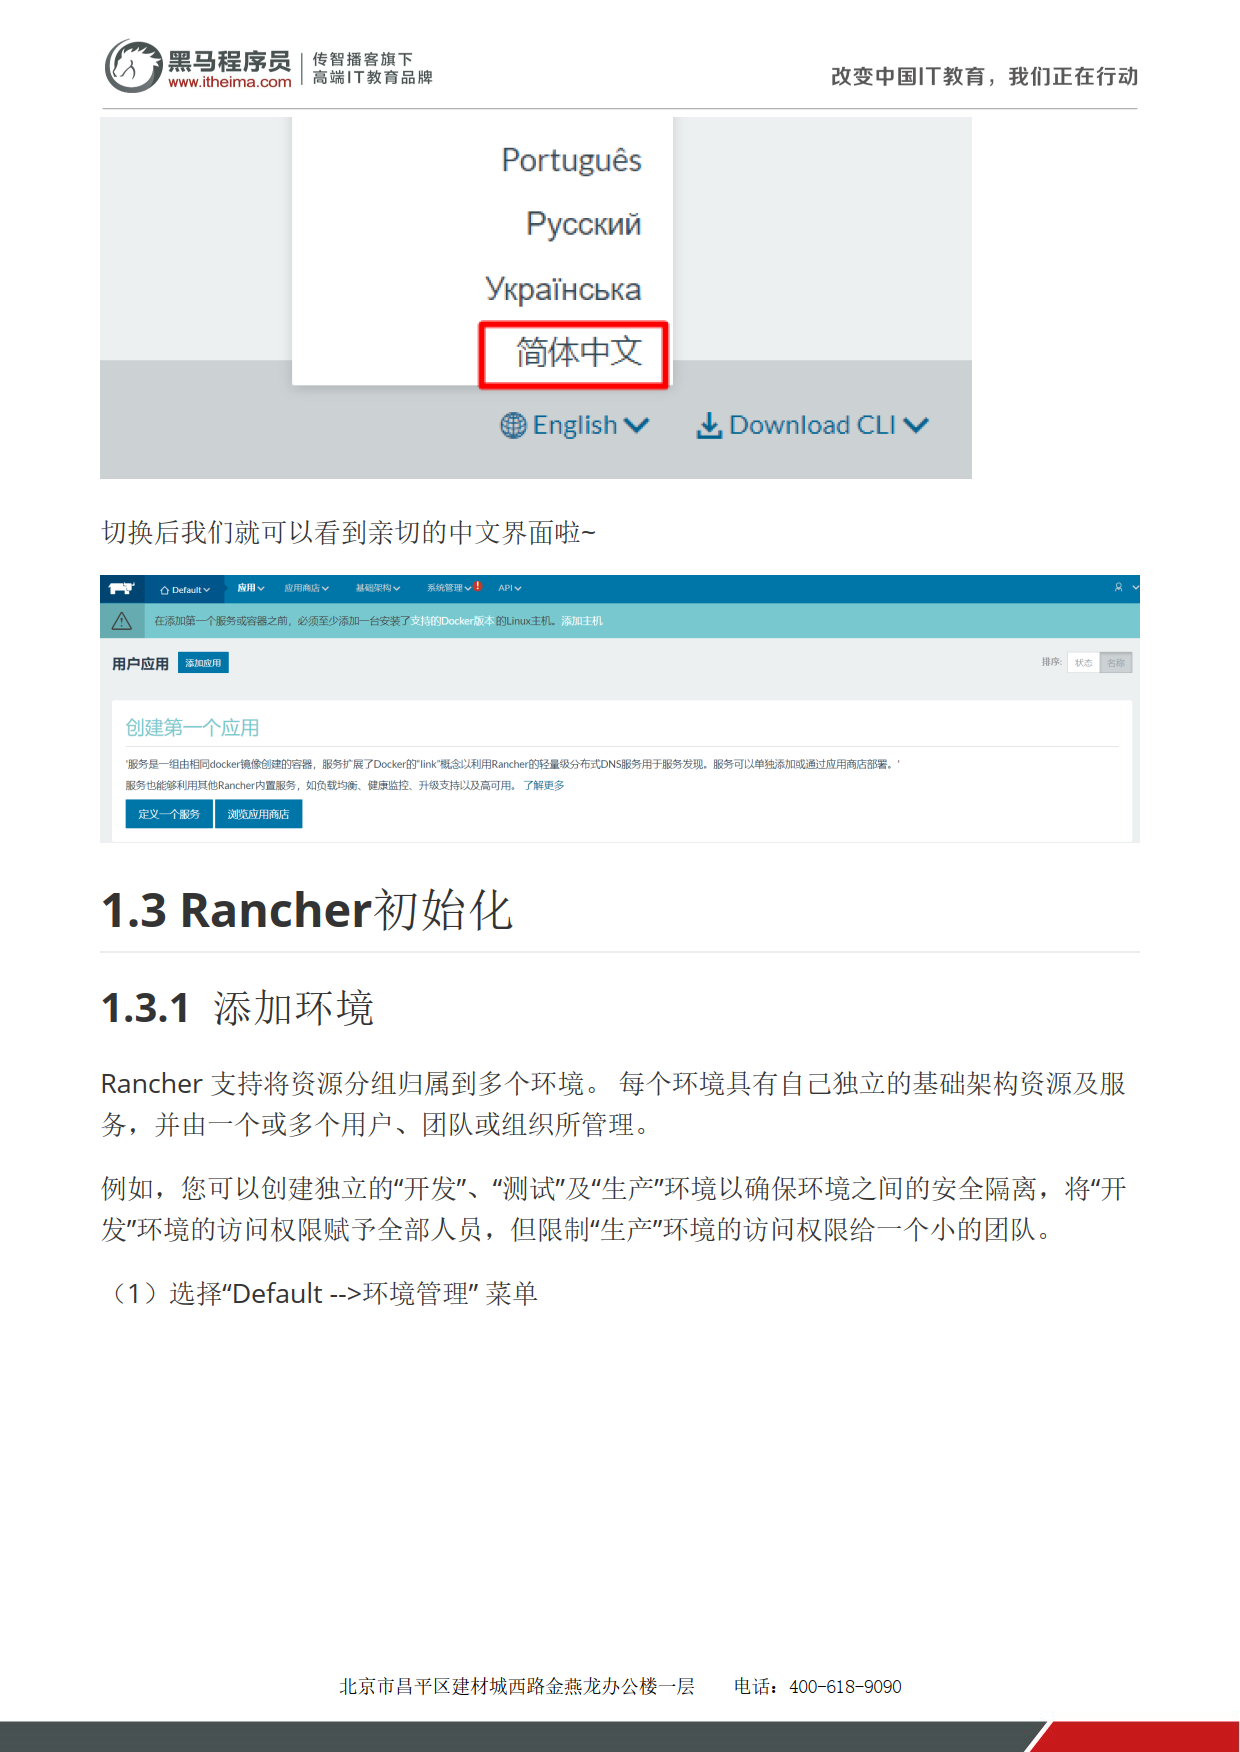 黑马程序员
www.itheima.com
传智播客旗下
高端IT教育品牌
改变中国IT教育，我们正在行动
Português
Русский
Українська
简体中文
English
Download CLI
切换后我们就可以看到亲切的中文界面啦~
Default 应用 应用商店 基础架构 系统管理 ! API
在添加第一个服务或容器之前，必须至少添加一台安装了支持的Docker版本的Linux主机。添加主机
用户应用 添加应用 排序: 状态 名称
创建第一个应用
'服务是一组由相同docker镜像创建的容器，服务扩展了Docker的"link"概念以利用Rancher的轻量级分布式DNS服务用于服务发现。服务可以单独添加或通过应用商店部署。'
服务也能够利用其他Rancher内置服务，如负载均衡、健康监控、升级支持以及高可用。 了解更多
定义一个服务 浏览应用商店
1.3 Rancher初始化
1.3.1 添加环境
Rancher 支持将资源分组归属到多个环境。 每个环境具有自己独立的基础架构资源及服
务，并由一个或多个用户、团队或组织所管理。
例如，您可以创建独立的“开发”、“测试”及“生产”环境以确保环境之间的安全隔离，将“开
发”环境的访问权限赋予全部人员，但限制“生产”环境的访问权限给一个小的团队。
（1）选择“Default -->环境管理” 菜单
北京市昌平区建材城西路金燕龙办公楼一层 电话：400-618-9090